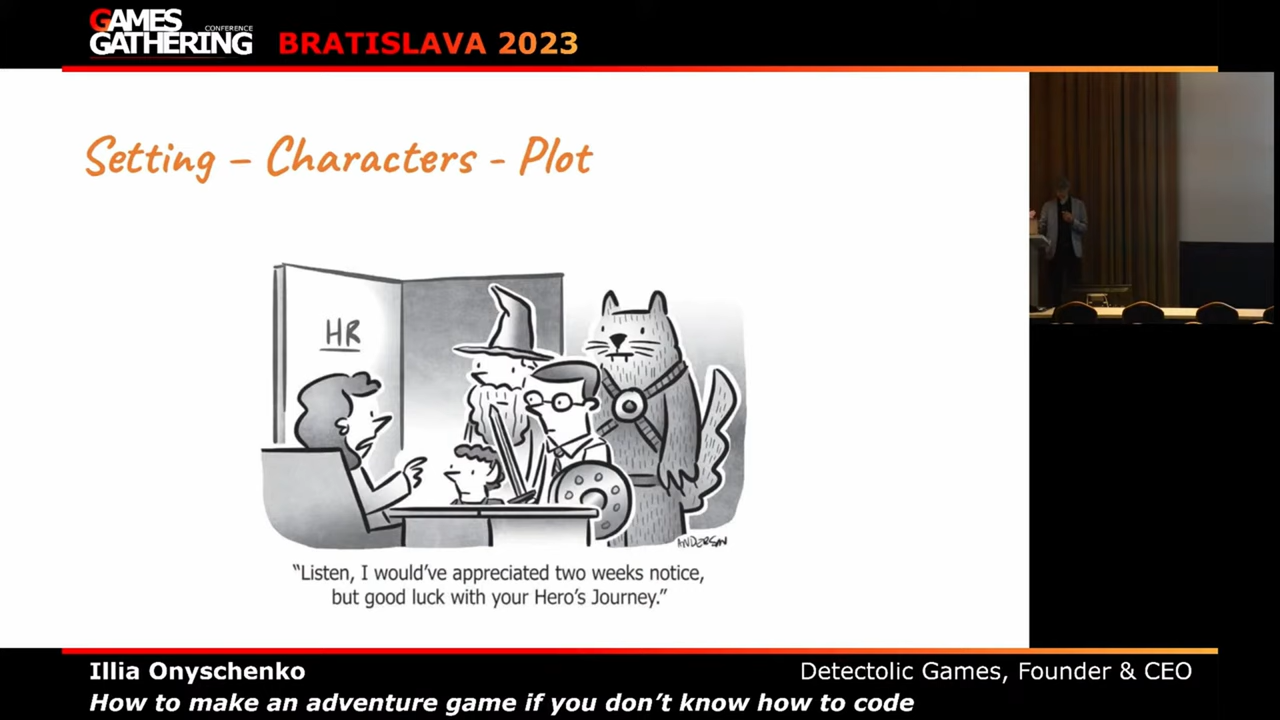 GAMES
CONFERENCE
GATHERING
BRATISLAVA 2023
Setting – Characters - Plot
HR
ANDERSON
“Listen, I would’ve appreciated two weeks notice,
but good luck with your Hero’s Journey.”
Illia Onyschenko
Detectolic Games, Founder & CEO
How to make an adventure game if you don’t know how to code